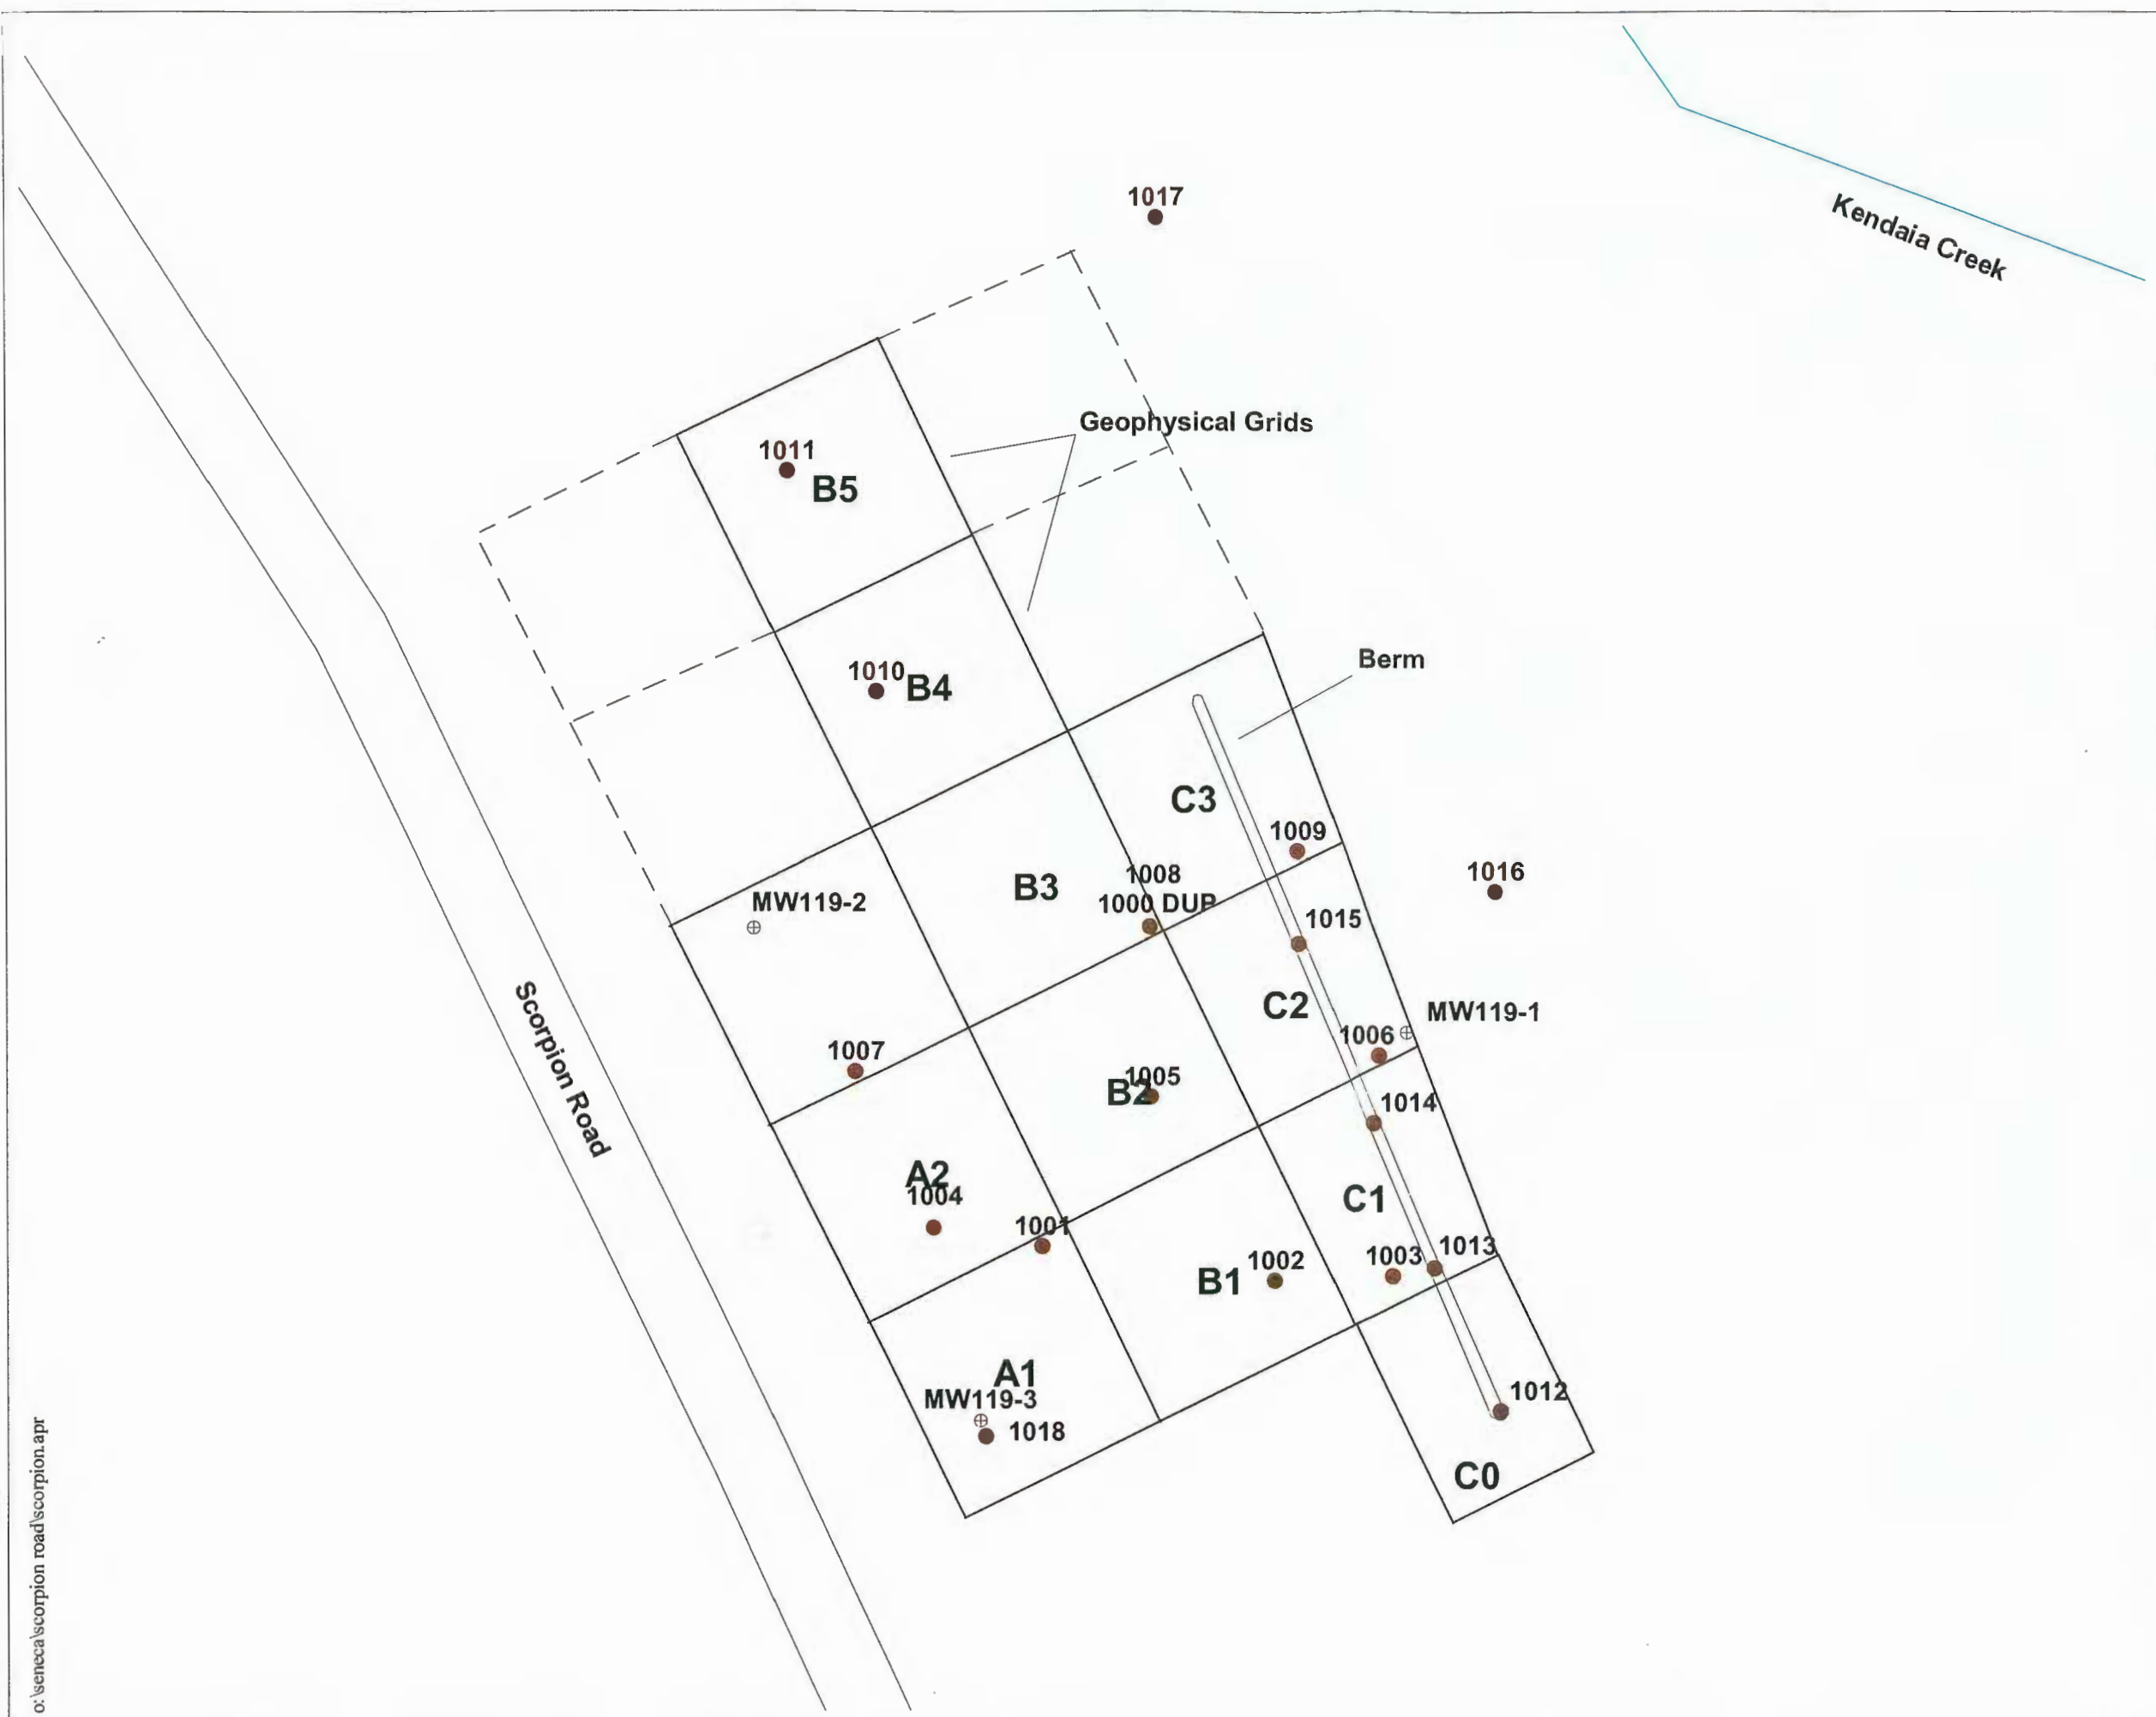 1017
Kendaia Creek
Geophysical Grids
1011
B5
Berm
1010
B4
C3
1009
1008
1000 DUP
B3
1016
MW119-2
1015
C2
MW119-1
1006
1007
1005
B2
1014
Scorpion Road
A2
1004
1001
C1
1013
1003
1002
B1
A1
MW119-3
1018
1012
C0
o:\seneca\scorpion road\scorpion.apr